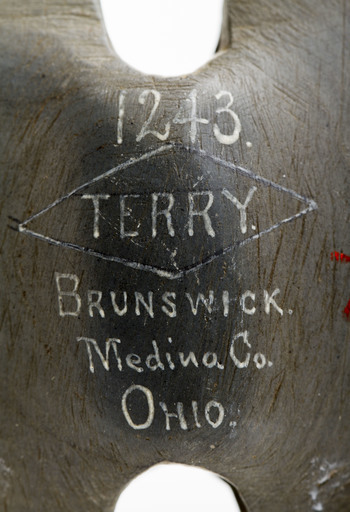 1243.
TERRY.
BRUNSWICK.
Medina Co.
OHIO.